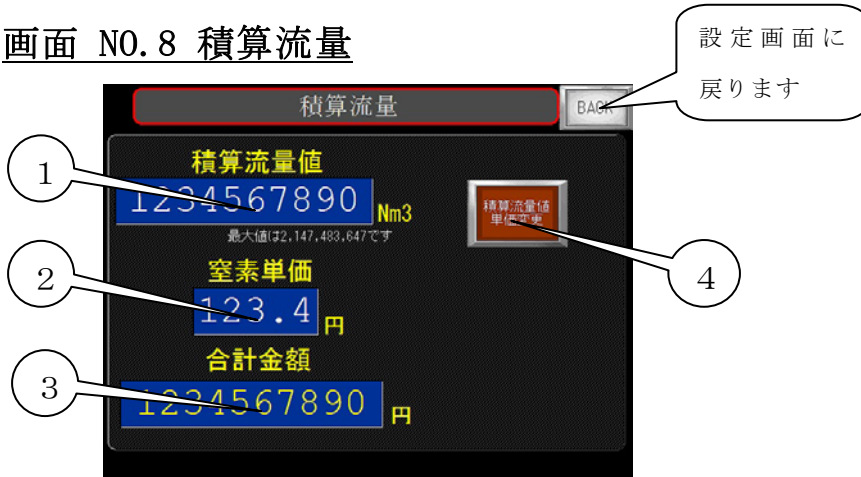 画面 NO.8 積算流量
設定画面に
戻ります
積算流量
BACK
積算流量値
1
1234567890 Nm3
最大値は2,147,483,647です
積算流量値
単価変更
窒素単価
2
123.4 円
4
合計金額
3
1234567890 円